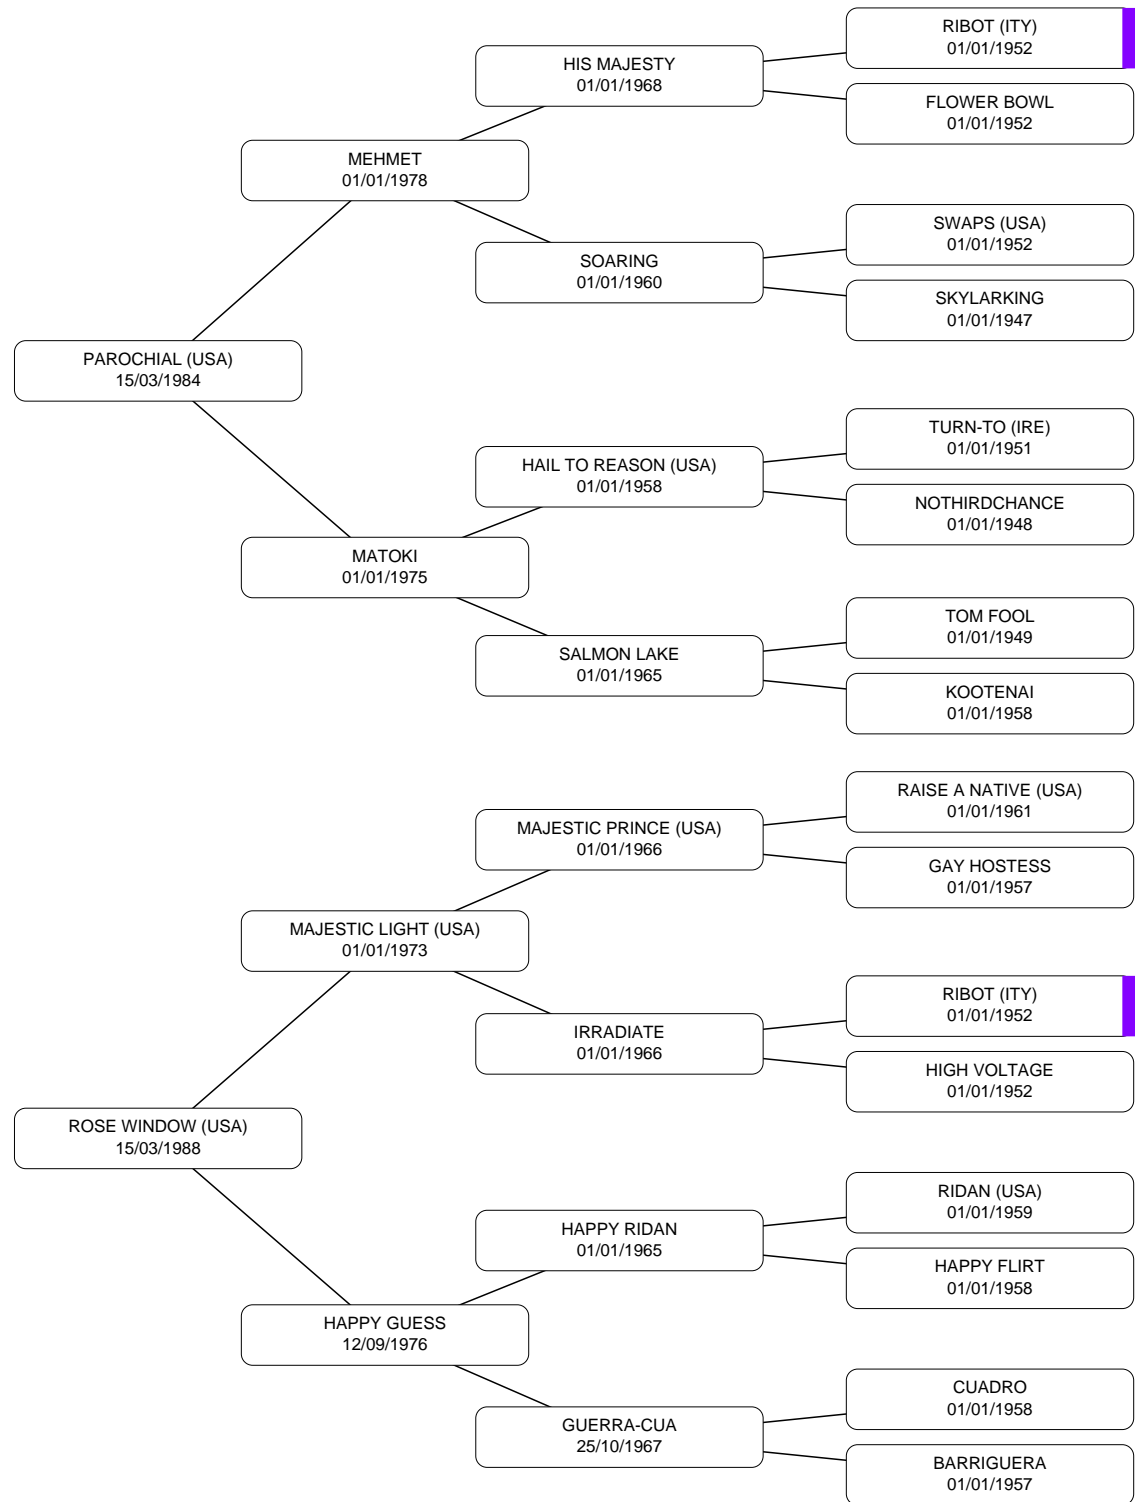 RIBOT (ITY)
01/01/1952
HIS MAJESTY
01/01/1968
FLOWER BOWL
01/01/1952
MEHMET
01/01/1978
SWAPS (USA)
01/01/1952
SOARING
01/01/1960
SKYLARKING
01/01/1947
PAROCHIAL (USA)
15/03/1984
TURN-TO (IRE)
01/01/1951
HAIL TO REASON (USA)
01/01/1958
NOTHIRDCHANCE
01/01/1948
MATOKI
01/01/1975
TOM FOOL
01/01/1949
SALMON LAKE
01/01/1965
KOOTENAI
01/01/1958
RAISE A NATIVE (USA)
01/01/1961
MAJESTIC PRINCE (USA)
01/01/1966
GAY HOSTESS
01/01/1957
MAJESTIC LIGHT (USA)
01/01/1973
RIBOT (ITY)
01/01/1952
IRRADIATE
01/01/1966
HIGH VOLTAGE
01/01/1952
ROSE WINDOW (USA)
15/03/1988
RIDAN (USA)
01/01/1959
HAPPY RIDAN
01/01/1965
HAPPY FLIRT
01/01/1958
HAPPY GUESS
12/09/1976
CUADRO
01/01/1958
GUERRA-CUA
25/10/1967
BARRIGUERA
01/01/1957